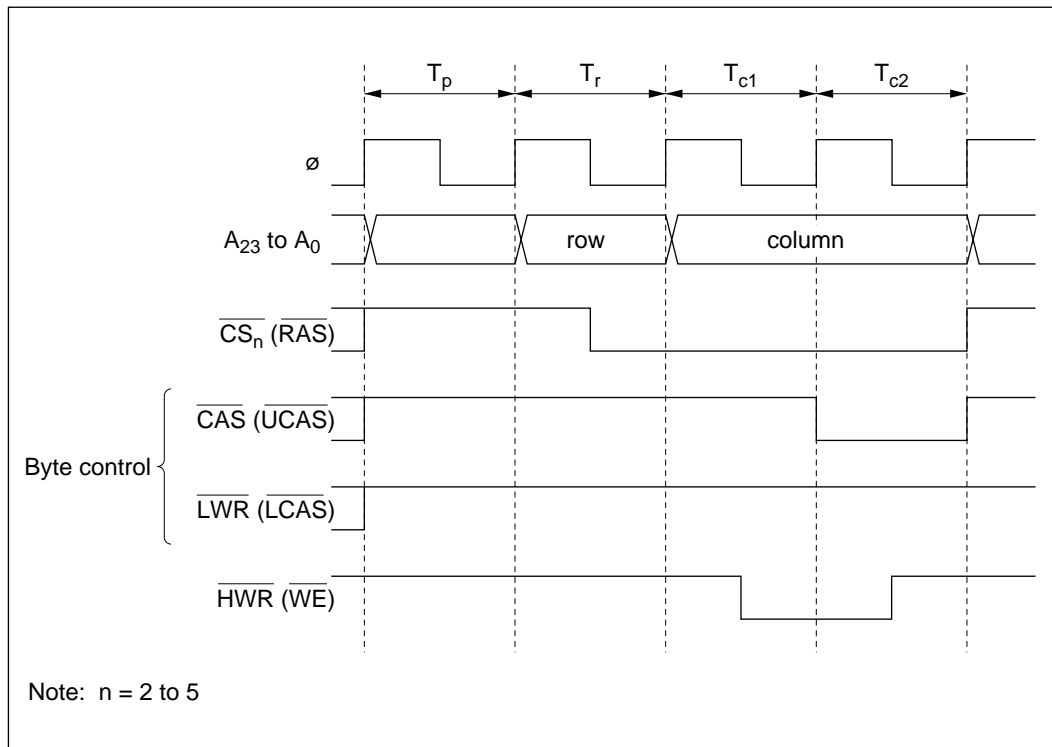 Tp Tr Tc1 Tc2
ø
A23 to A0 row column
CSn (RAS)
CAS (UCAS)
Byte control
LWR (LCAS)
HWR (WE)
Note: n = 2 to 5